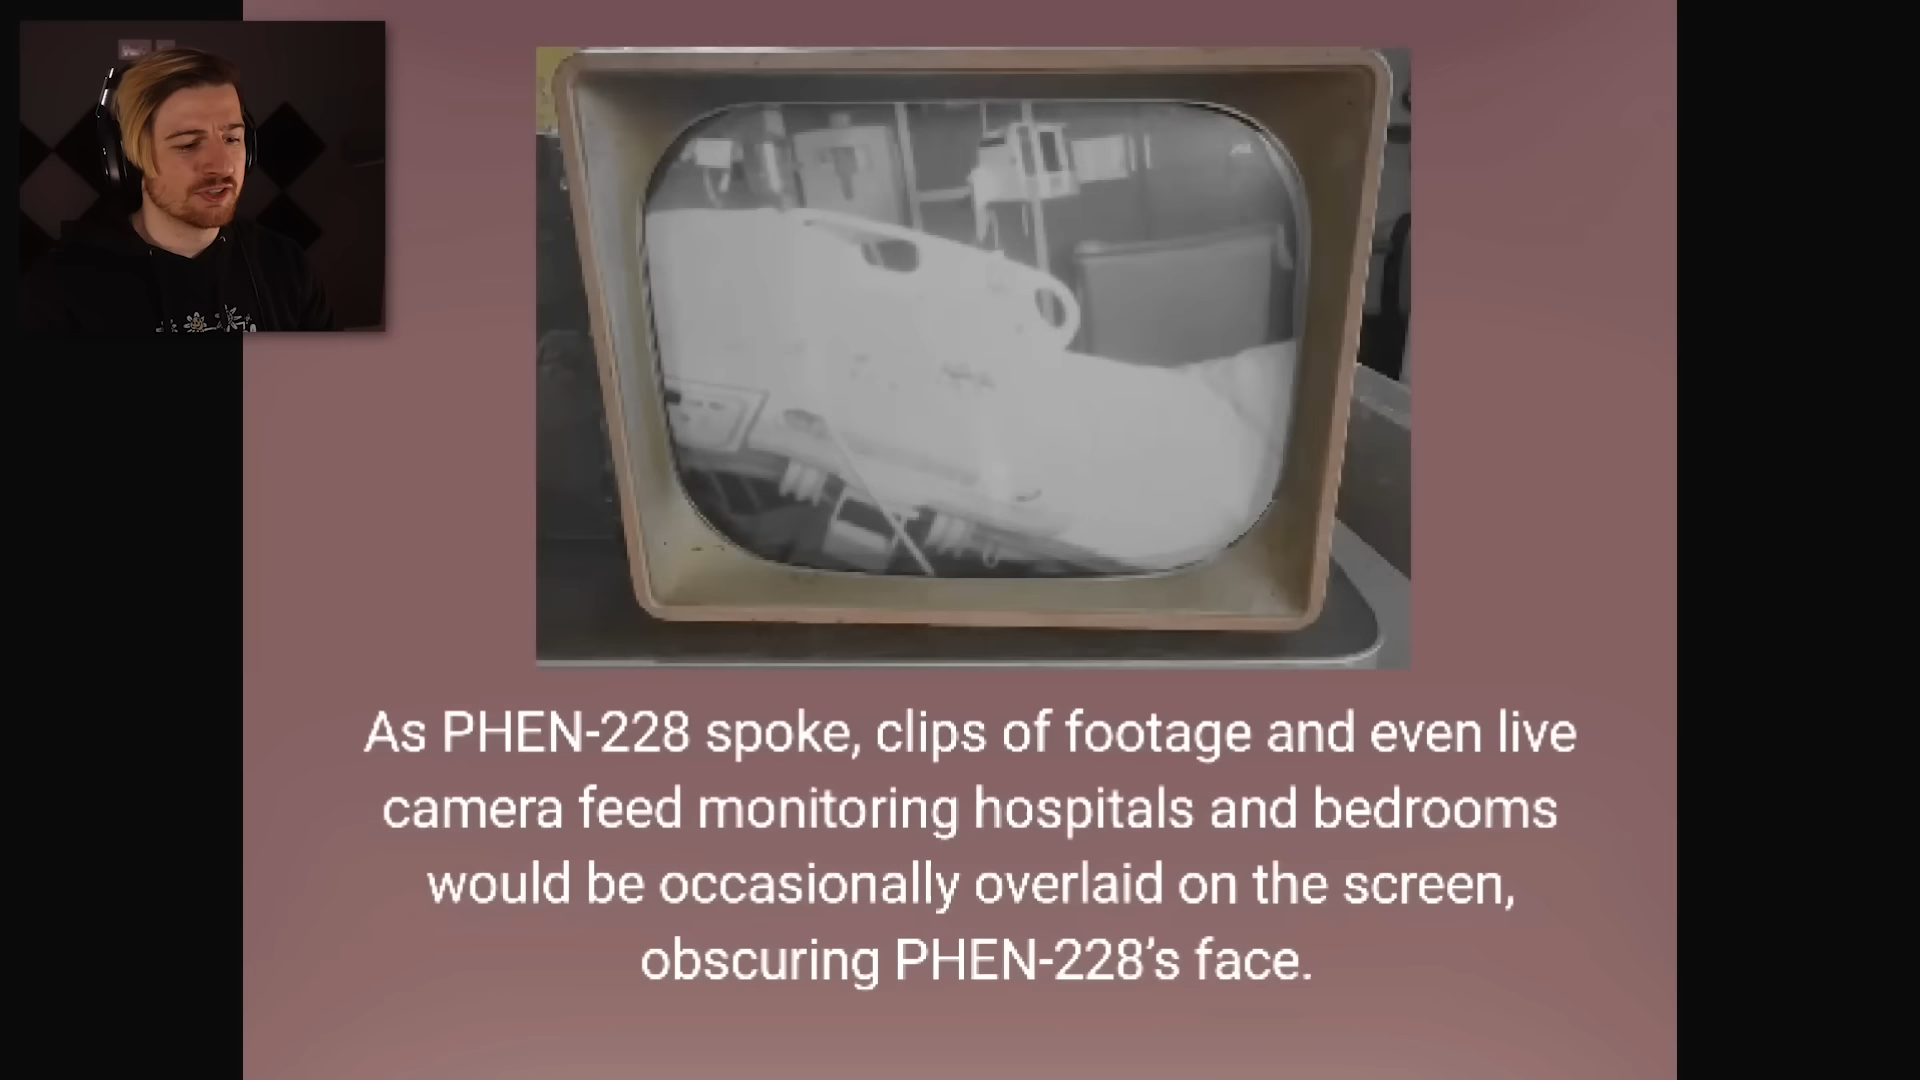 As PHEN-228 spoke, clips of footage and even live
camera feed monitoring hospitals and bedrooms
would be occasionally overlaid on the screen,
obscuring PHEN-228’s face.